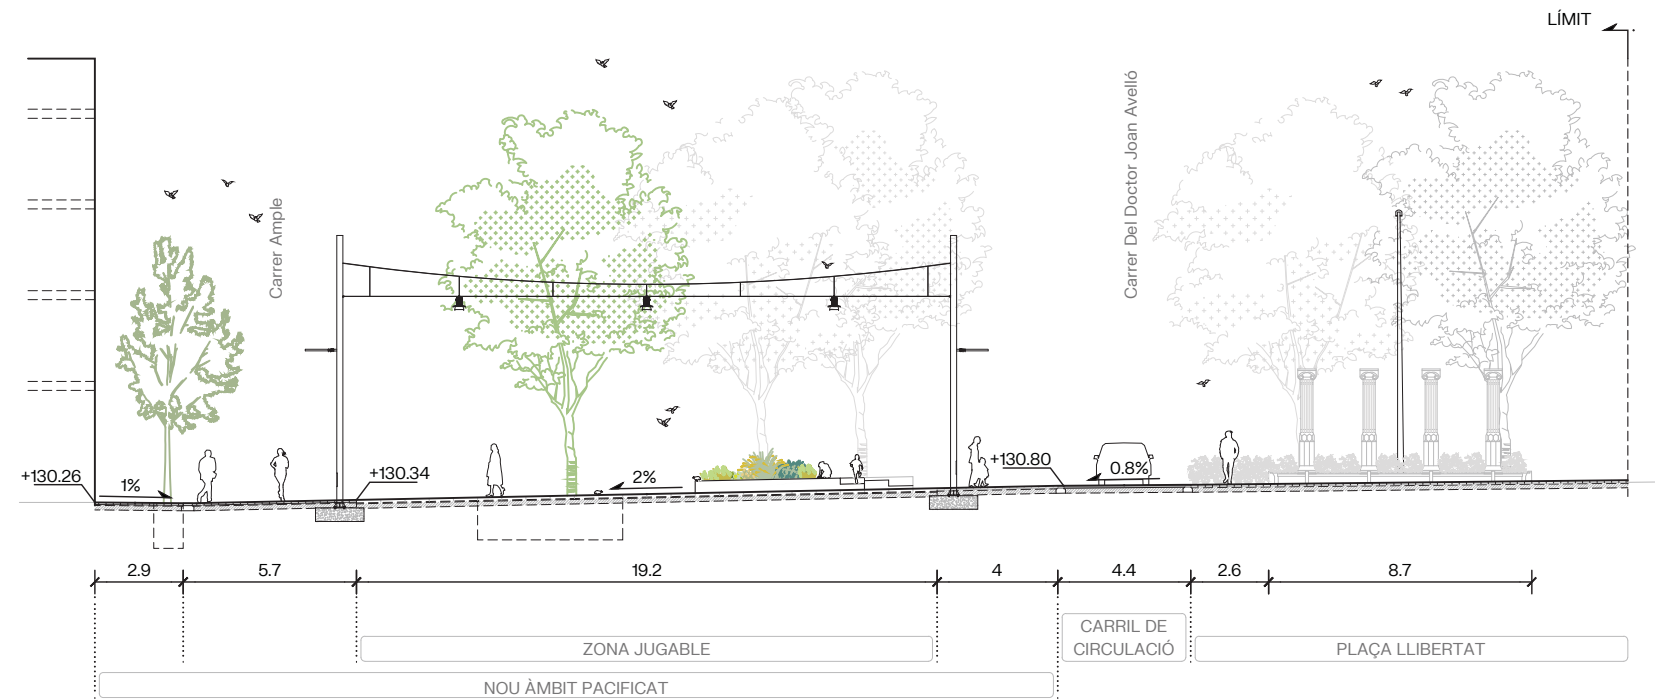 LÍMIT
Carrer Ample
Carrer Del Doctor Joan Avelló
+130.26
1%
+130.34
2%
+130.80
0.8%
2.9
5.7
19.2
4
4.4
2.6
8.7
ZONA JUGABLE
CARRIL DE
CIRCULACIÓ
PLAÇA LLIBERTAT
NOU ÀMBIT PACIFICAT